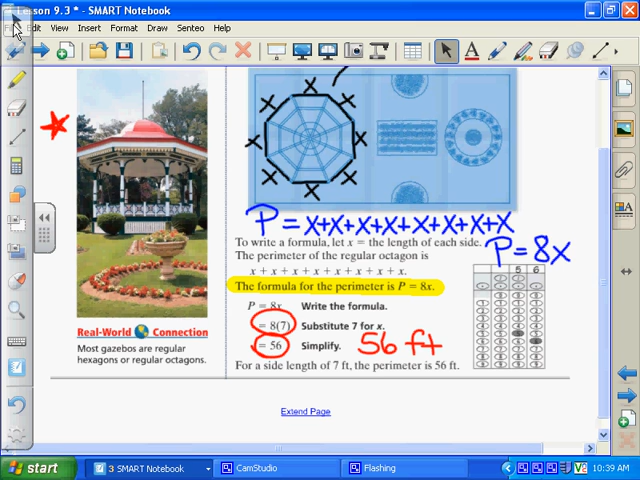 Lesson 9.3 * - SMART Notebook
File Edit View Insert Format Draw Senteo Help
x x x x x x x x
P = x+x+x+x+x+x+x+x
To write a formula, let x = the length of each side.
The perimeter of the regular octagon is
P = 8x
x + x + x + x + x + x + x + x.
The formula for the perimeter is P = 8x.
P = 8x Write the formula.
= 8(7) Substitute 7 for x.
= 56 Simplify. 56 ft
For a side length of 7 ft, the perimeter is 56 ft.
5 6
Real-World Connection
Most gazebos are regular
hexagons or regular octagons.
Extend Page
start 3 SMART Notebook CamStudio Flashing 10:39 AM